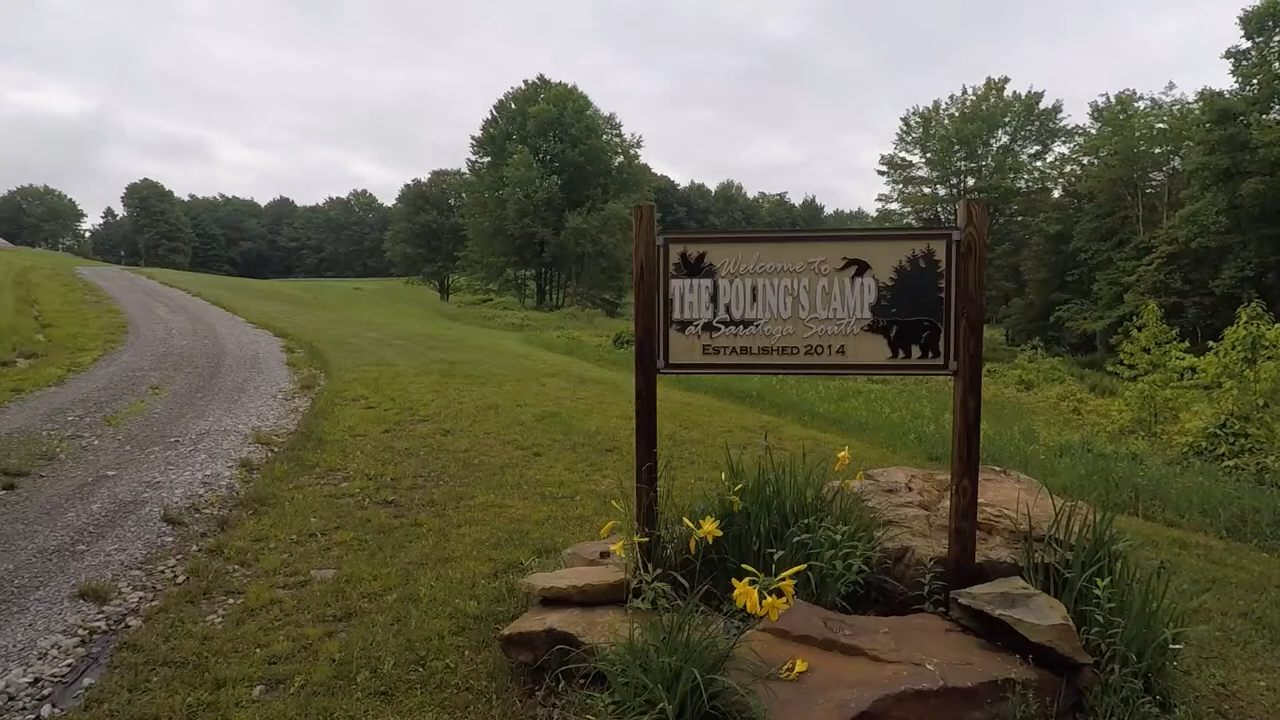 Welcome to
THE POLING'S CAMP
at Saratoga South
ESTABLISHED 2014